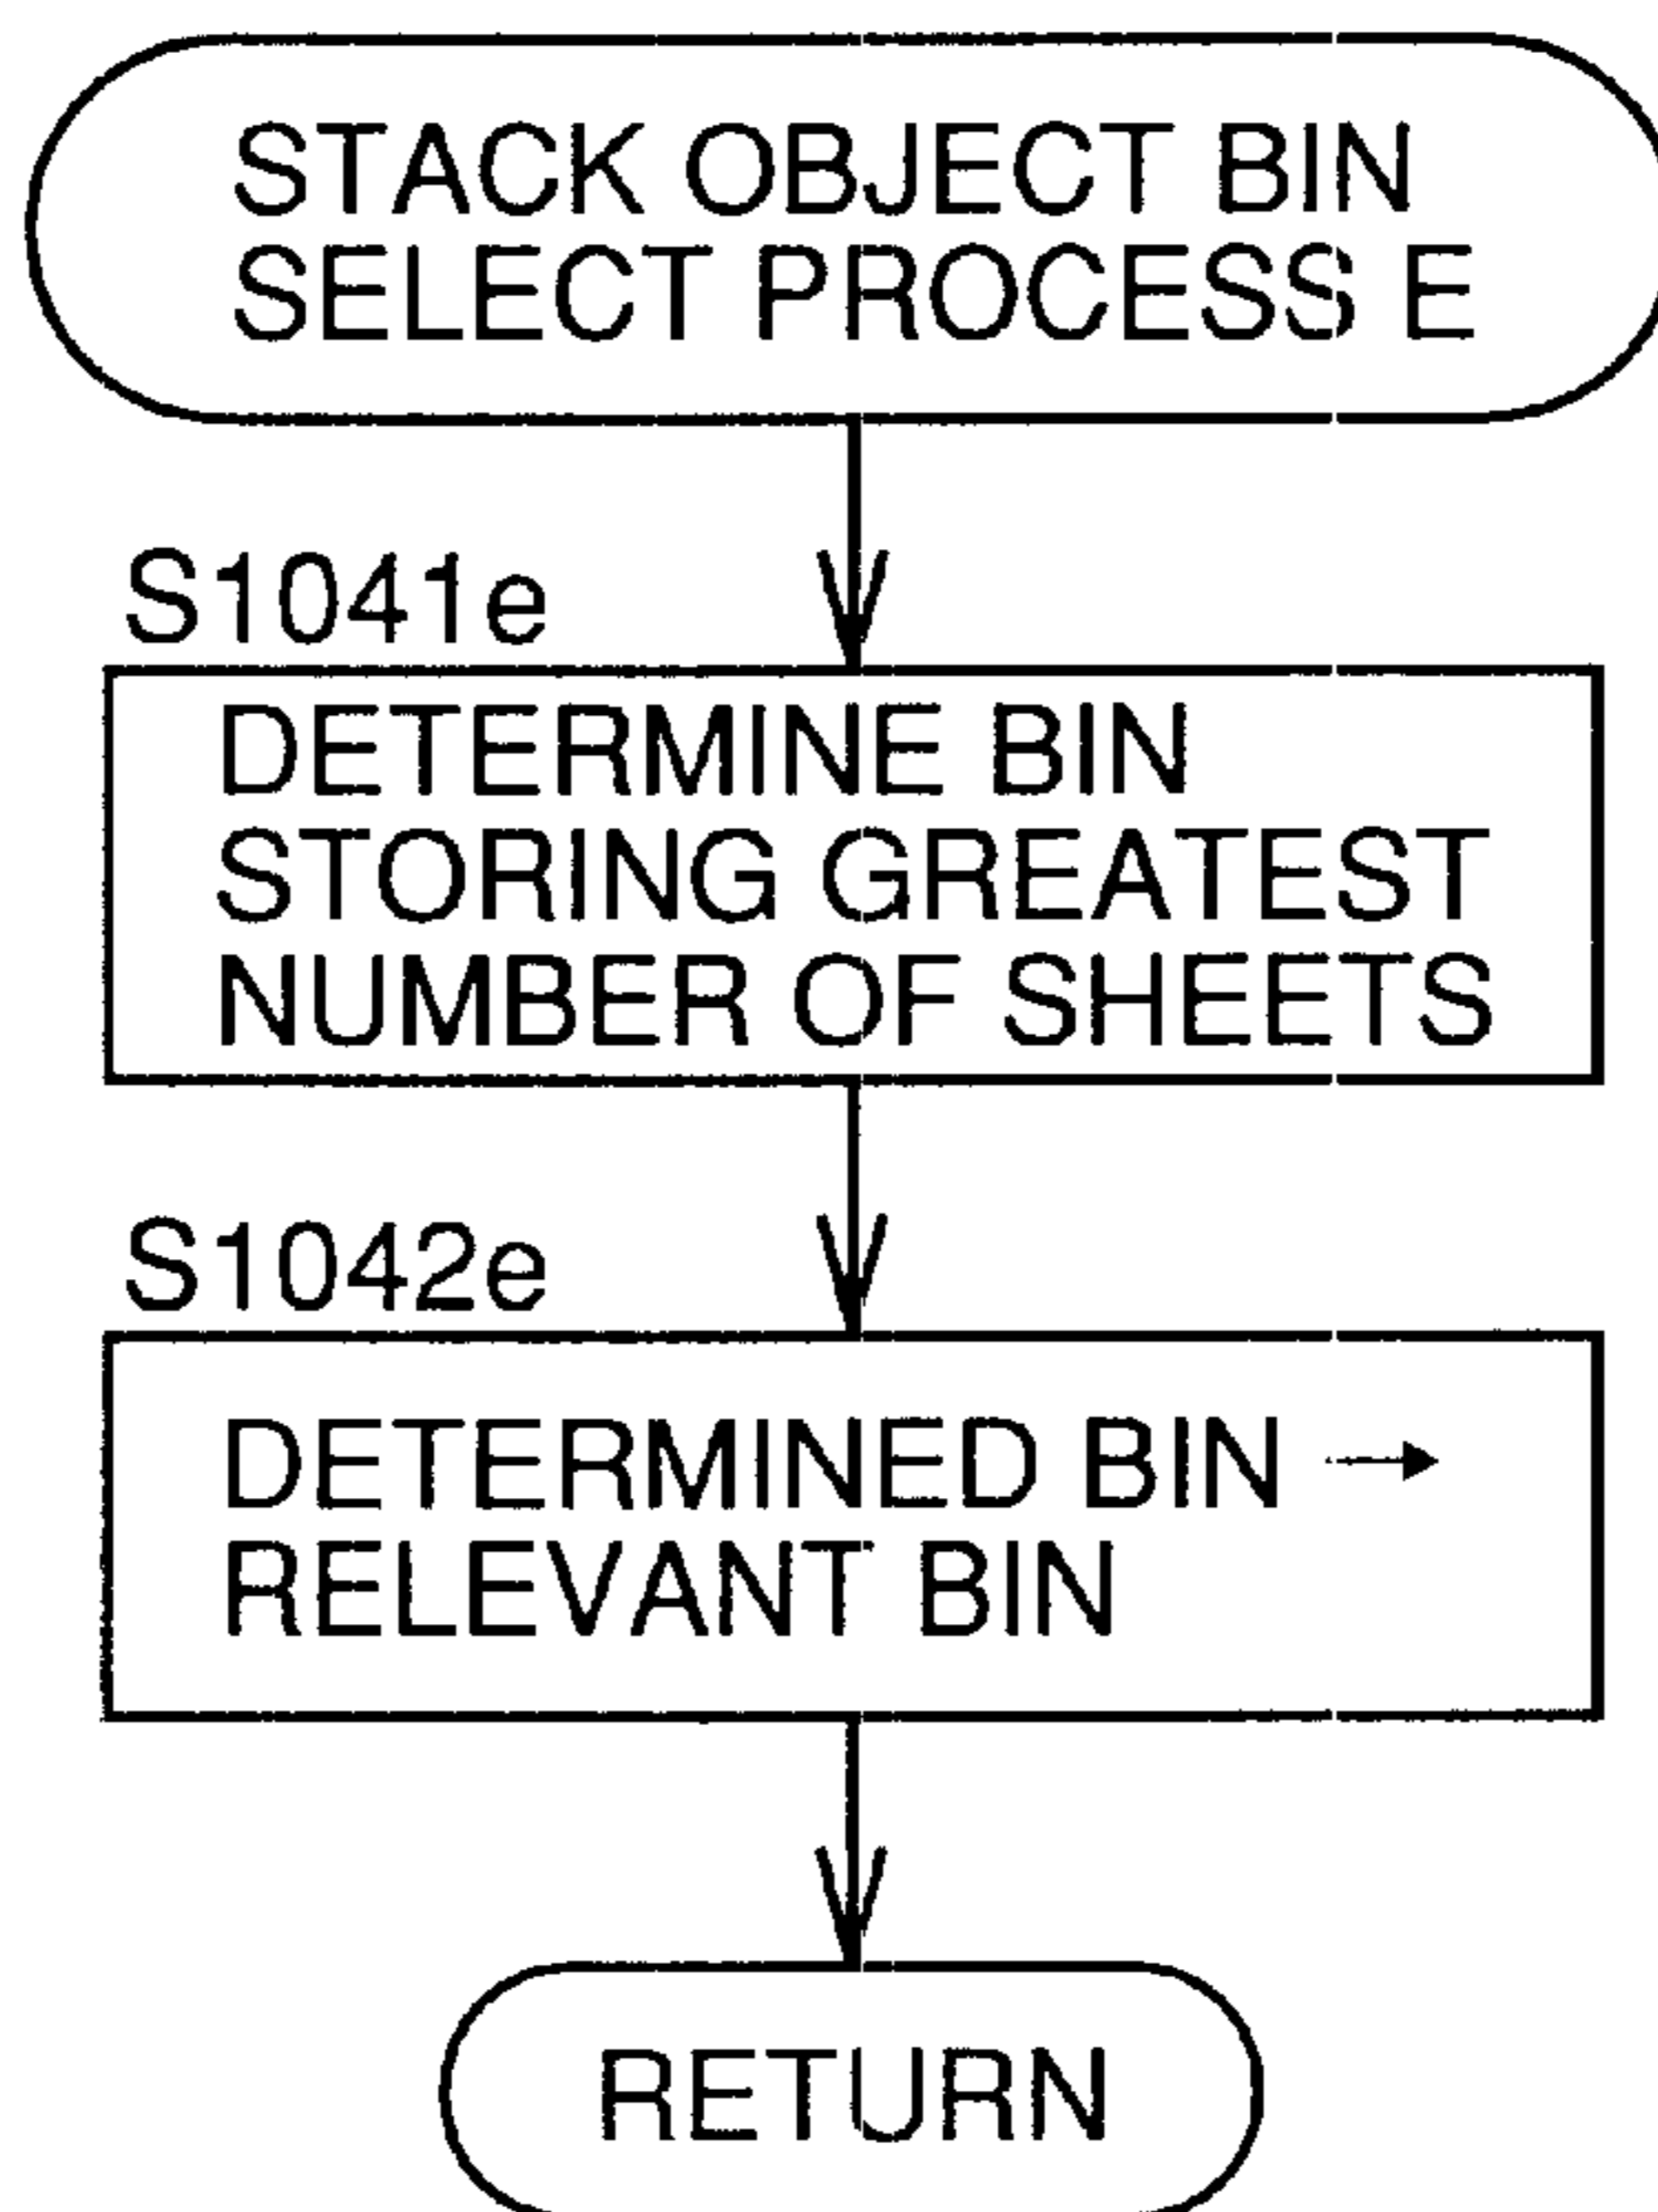 STACK OBJECT BIN
SELECT PROCESS E
S1041e
DETERMINE BIN
STORING GREATEST
NUMBER OF SHEETS
S1042e
DETERMINED BIN →
RELEVANT BIN
RETURN